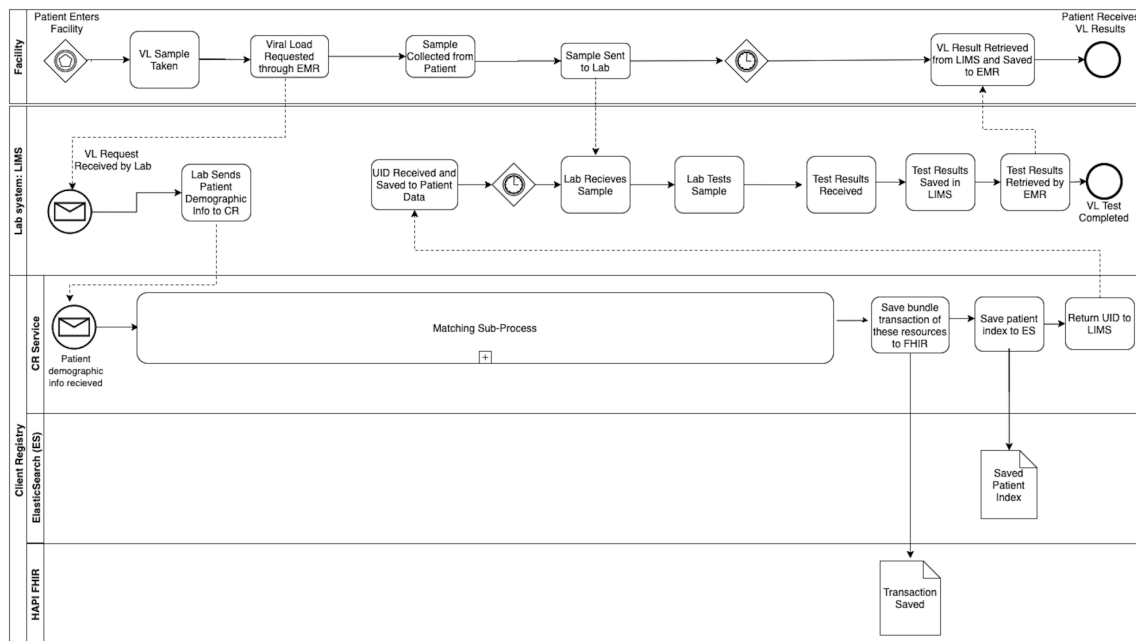 Patient Enters
Facility
VL Sample
Taken
Viral Load
Requested
through EMR
Sample
Collected from
Patient
Sample Sent
to Lab
VL Result Retrieved
from LIMS and Saved
to EMR
Patient Receives
VL Results
Facility
VL Request
Received by Lab
Lab Sends
Patient
Demographic
Info to CR
UID Received and
Saved to Patient
Data
Lab Recieves
Sample
Lab Tests
Sample
Test Results
Received
Test Results
Saved in
LIMS
Test Results
Retrieved by
EMR
VL Test
Completed
Lab system: LIMS
Client Registry
CR Service
Patient
demographic
info recieved
Matching Sub-Process
+
Save bundle
transaction of
these resources
to FHIR
Save patient
index to ES
Return UID to
LIMS
ElasticSearch (ES)
Saved
Patient
Index
HAPI FHIR
Transaction
Saved